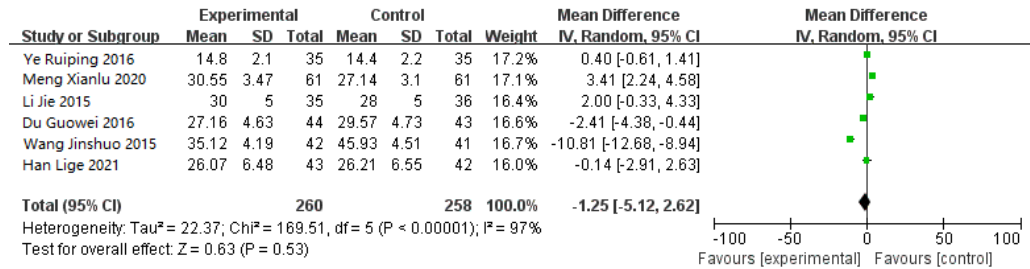 Experimental Control Mean Difference Mean Difference
Study or Subgroup Mean SD Total Mean SD Total Weight IV, Random, 95% CI IV, Random, 95% CI
Ye Ruiping 2016 14.8 2.1 35 14.4 2.2 35 17.2% 0.40 [-0.61, 1.41]
Meng Xianlu 2020 30.55 3.47 61 27.14 3.1 61 17.1% 3.41 [2.24, 4.58]
Li Jie 2015 30 5 35 28 5 36 16.4% 2.00 [-0.33, 4.33]
Du Guowei 2016 27.16 4.63 44 29.57 4.73 43 16.6% -2.41 [-4.38, -0.44]
Wang Jinshuo 2015 35.12 4.19 42 45.93 4.51 41 16.7% -10.81 [-12.68, -8.94]
Han Lige 2021 26.07 6.48 43 26.21 6.55 42 16.0% -0.14 [-2.91, 2.63]
Total (95% CI) 260 258 100.0% -1.25 [-5.12, 2.62]
Heterogeneity: Tau² = 22.37; Chi² = 169.51, df = 5 (P < 0.00001); I² = 97%
Test for overall effect: Z = 0.63 (P = 0.53)
-100 -50 0 50 100
Favours [experimental] Favours [control]